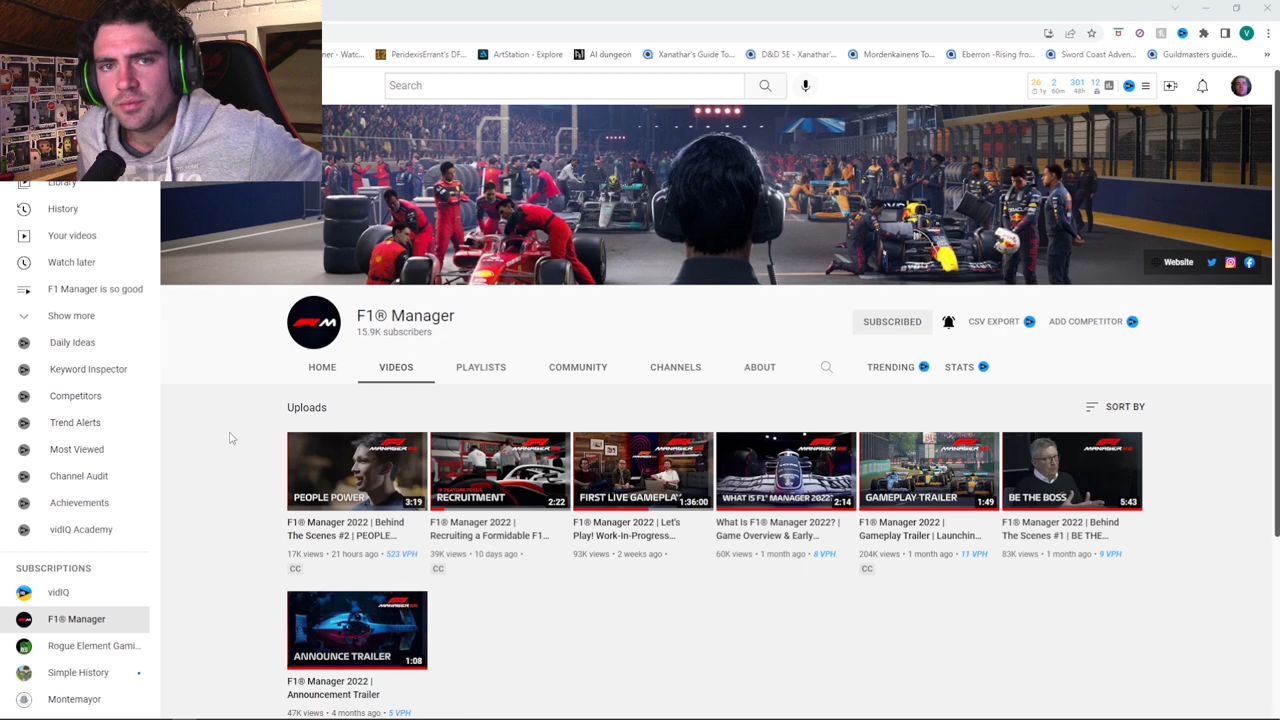 ner - Watc...
PeridexisErrant's DF...
ArtStation - Explore
AI dungeon
Xanathar's Guide To...
D&D 5E - Xanathar'...
Mordenkainens To...
Eberron -Rising fro...
Sword Coast Adven...
Guildmasters guide...
»
V
Search
26 2 301 12
1y 60m 48h
Website
Library
History
Your videos
Watch later
F1 Manager is so good
Show more
Daily Ideas
Keyword Inspector
Competitors
Trend Alerts
Most Viewed
Channel Audit
Achievements
vidIQ Academy
SUBSCRIPTIONS
vidIQ
F1® Manager
Rogue Element Gami...
Simple History
Montemayor
F1® Manager
15.9K subscribers
SUBSCRIBED
CSV EXPORT
ADD COMPETITOR
HOME
VIDEOS
PLAYLISTS
COMMUNITY
CHANNELS
ABOUT
TRENDING
STATS
Uploads
SORT BY
PEOPLE POWER
3:19
F1® Manager 2022 | Behind
The Scenes #2 | PEOPLE...
17K views • 21 hours ago • 523 VPH
CC
RECRUITMENT
2:22
F1® Manager 2022 |
Recruiting a Formidable F1...
39K views • 10 days ago •
CC
FIRST LIVE GAMEPLAY
1:36:00
F1® Manager 2022 | Let's
Play! Work-In-Progress...
93K views • 2 weeks ago •
WHAT IS F1® MANAGER 2022?
2:14
What Is F1® Manager 2022? |
Game Overview & Early...
60K views • 1 month ago • 8 VPH
GAMEPLAY TRAILER
1:49
F1® Manager 2022 |
Gameplay Trailer | Launchin...
204K views • 1 month ago • 11 VPH
CC
BE THE BOSS
5:43
F1® Manager 2022 | Behind
The Scenes #1 | BE THE...
83K views • 1 month ago • 9 VPH
ANNOUNCE TRAILER
1:08
F1® Manager 2022 |
Announcement Trailer
47K views • 4 months ago • 5 VPH